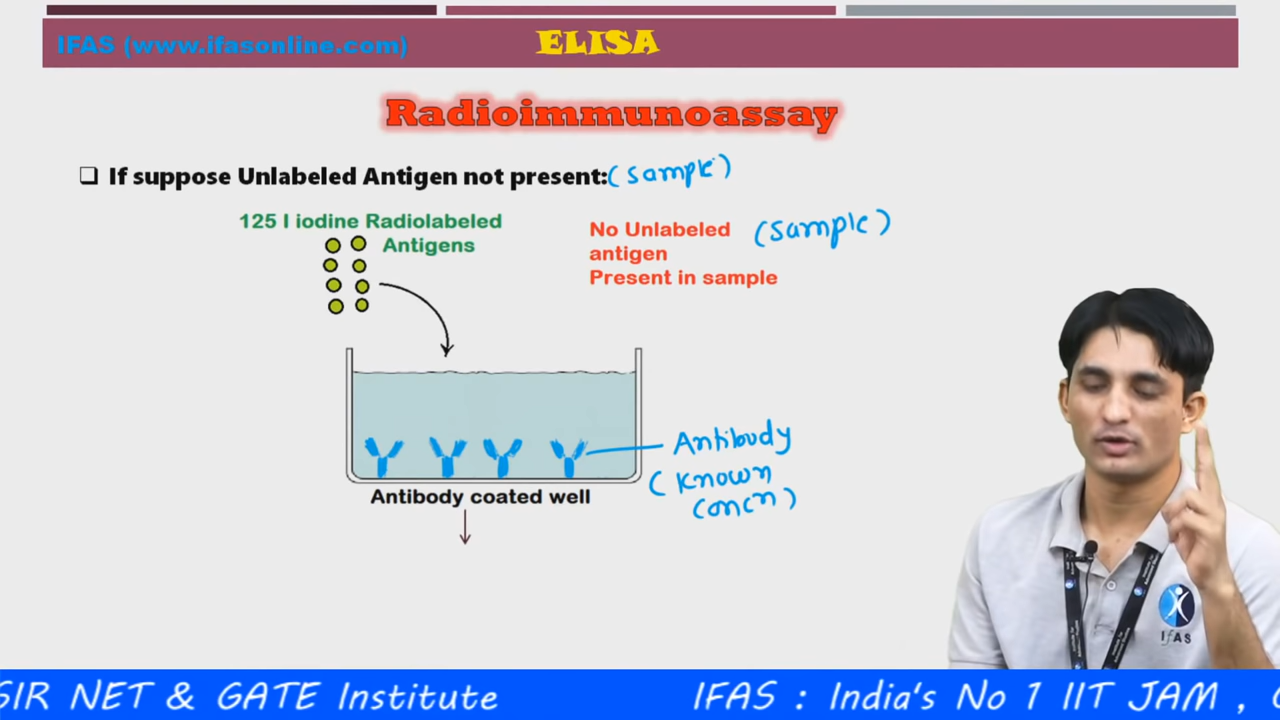 IFAS (www.ifasonline.com)
ELISA
Radioimmunoassay
If suppose Unlabeled Antigen not present: (sample)
125 I iodine Radiolabeled
Antigens
No Unlabeled (sample)
antigen
Present in sample
Antibody
(Known
concn)
Antibody coated well
IFAS
SIR NET & GATE Institute
IFAS : India's No 1 IIT JAM ,